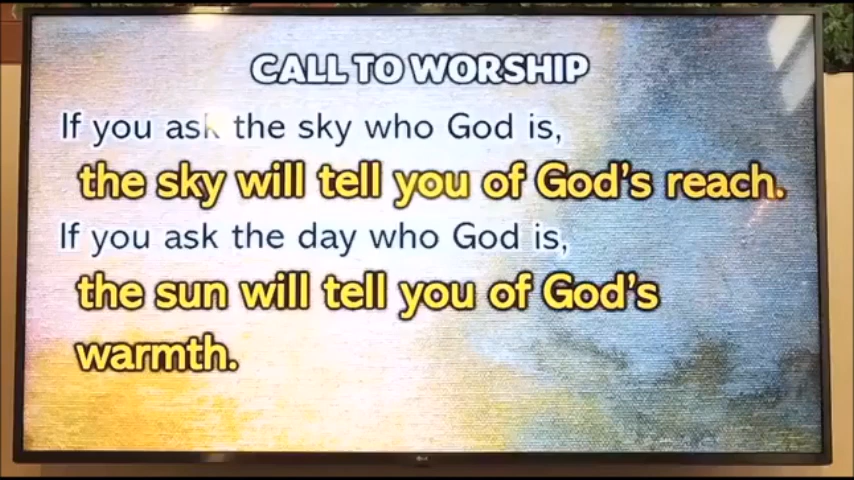 CALL TO WORSHIP
If you ask the sky who God is,
the sky will tell you of God's reach.
If you ask the day who God is,
the sun will tell you of God's
warmth.